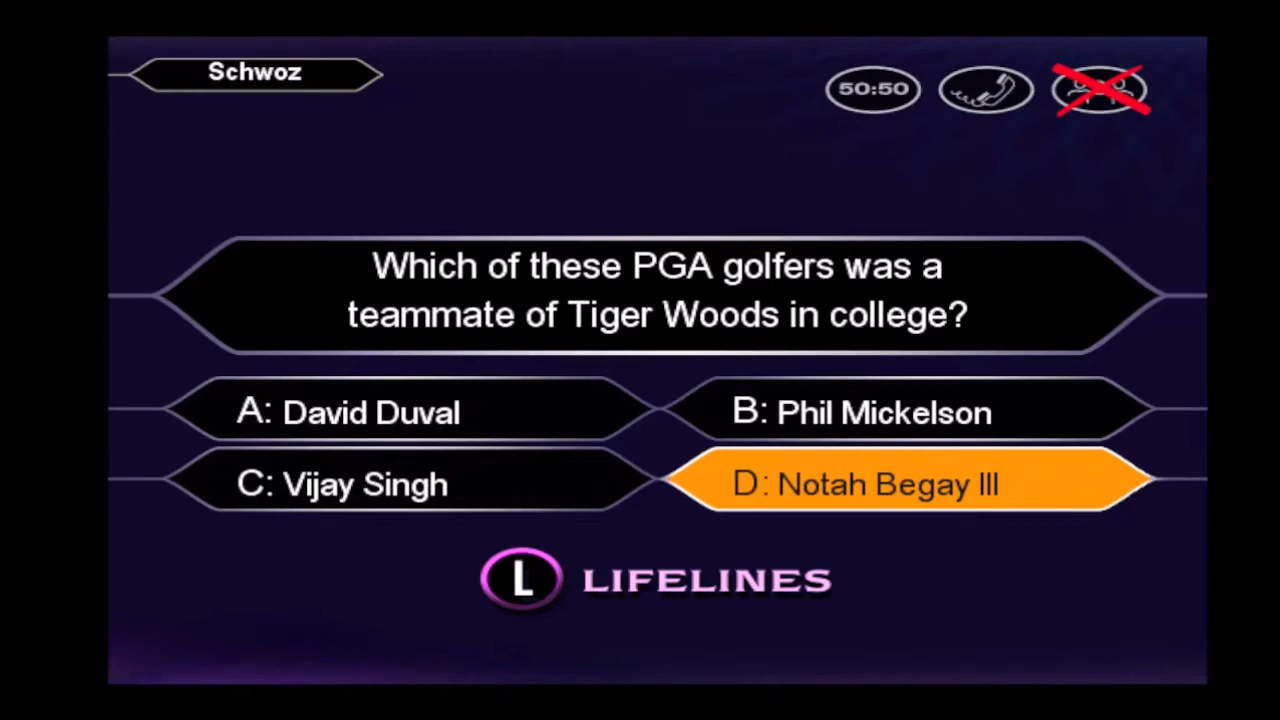 Schwoz
50:50
Which of these PGA golfers was a
teammate of Tiger Woods in college?
A: David Duval
B: Phil Mickelson
C: Vijay Singh
D: Notah Begay III
L LIFELINES